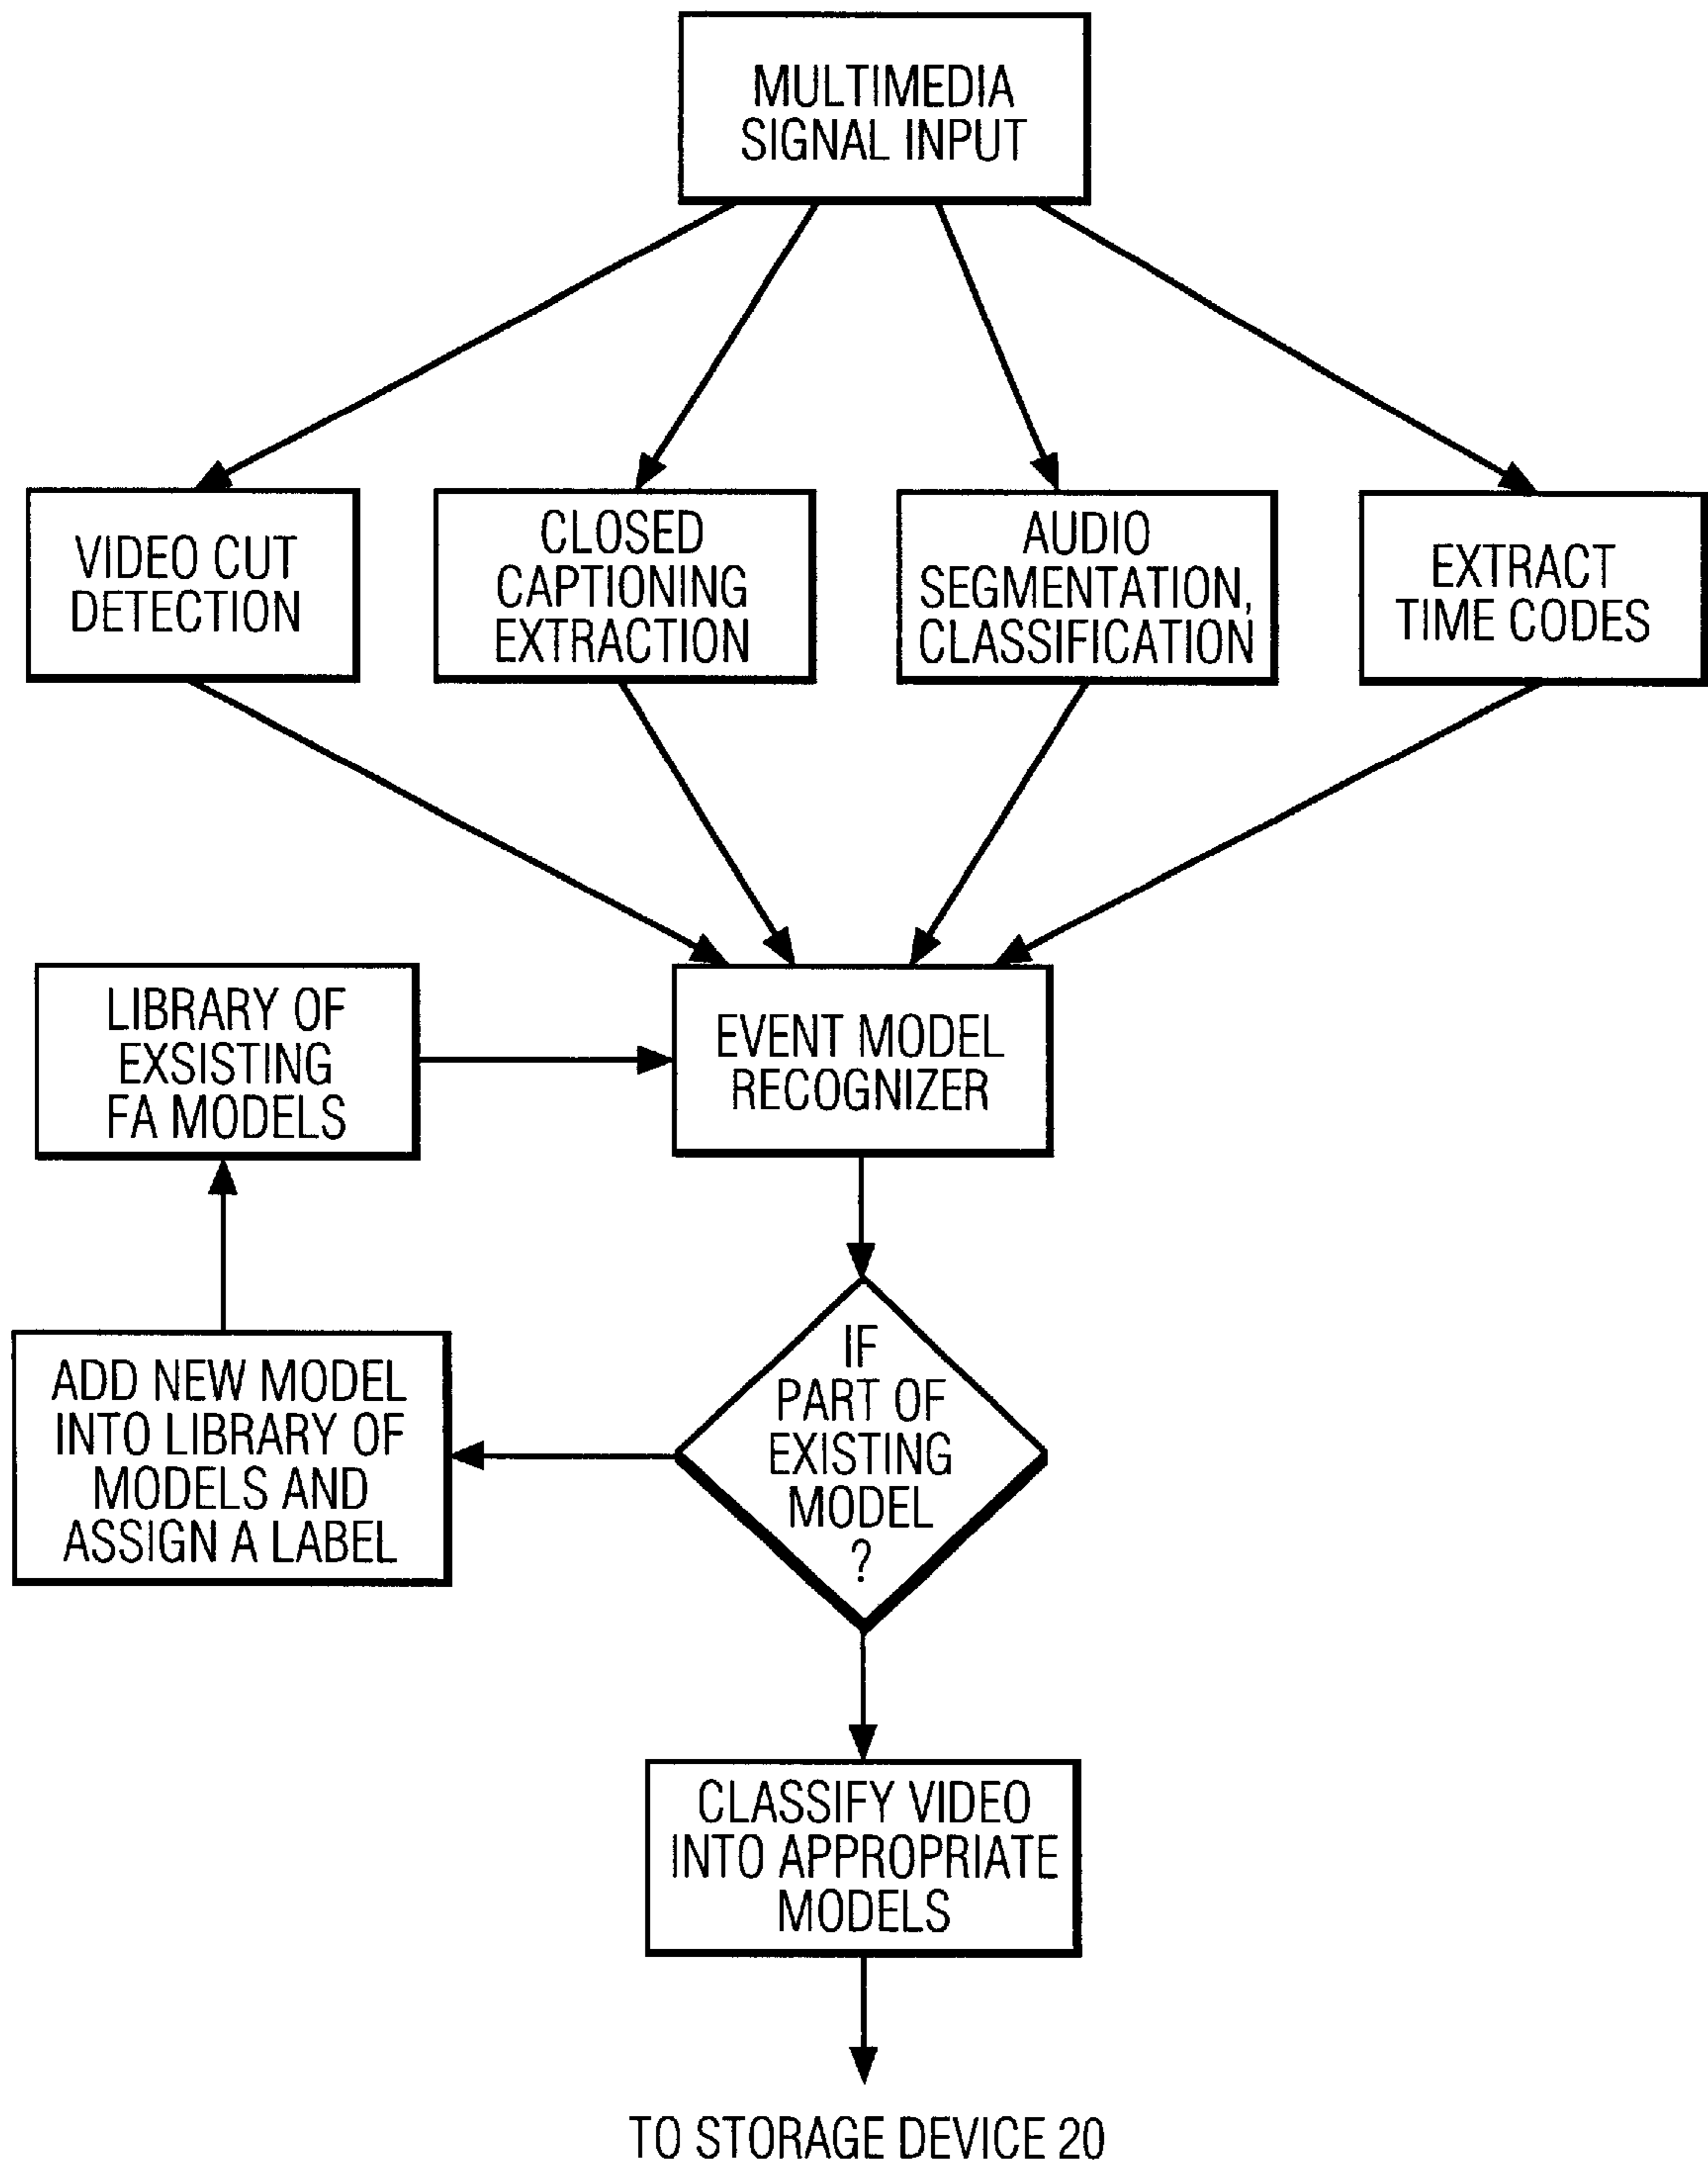 MULTIMEDIA
SIGNAL INPUT
VIDEO CUT
DETECTION
CLOSED
CAPTIONING
EXTRACTION
AUDIO
SEGMENTATION,
CLASSIFICATION
EXTRACT
TIME CODES
LIBRARY OF
EXSISTING
FA MODELS
EVENT MODEL
RECOGNIZER
ADD NEW MODEL
INTO LIBRARY OF
MODELS AND
ASSIGN A LABEL
IF
PART OF
EXISTING
MODEL
?
CLASSIFY VIDEO
INTO APPROPRIATE
MODELS
TO STORAGE DEVICE 20